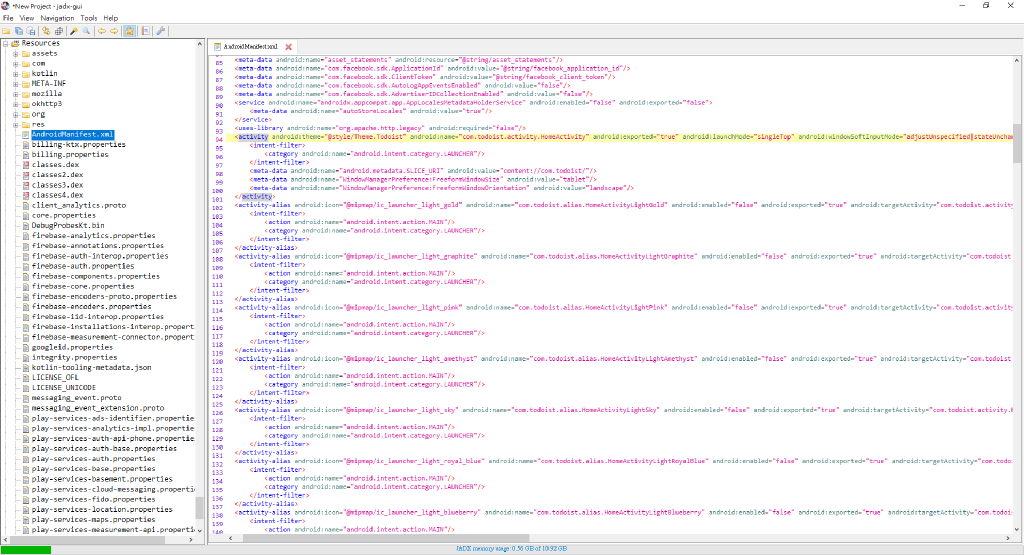 *New Project - jadx-gui
File View Navigation Tools Help
Resources
assets
com
kotlin
META-INF
mozilla
okhttp3
org
res
AndroidManifest.xml
billing-ktx.properties
billing.properties
classes.dex
classes2.dex
classes3.dex
classes4.dex
client_analytics.proto
core.properties
DebugProbesKt.bin
firebase-analytics.properties
firebase-annotations.properties
firebase-auth-interop.properties
firebase-auth.properties
firebase-components.properties
firebase-core.properties
firebase-encoders-proto.properties
firebase-encoders.properties
firebase-iid-interop.properties
firebase-installations-interop.propert
firebase-measurement-connector.propert
googleid.properties
integrity.properties
kotlin-tooling-metadata.json
LICENSE_OFL
LICENSE_UNICODE
messaging_event.proto
messaging_event_extension.proto
play-services-ads-identifier.propertie
play-services-analytics-impl.propertie
play-services-auth-api-phone.propertie
play-services-auth-base.properties
play-services-auth.properties
play-services-base.properties
play-services-basement.properties
play-services-cloud-messaging.properti
play-services-fido.properties
play-services-location.properties
play-services-maps.properties
play-services-measurement-api.properti
AndroidManifest.xml
85 <meta-data android:name="asset_statements" android:resource="@string/asset_statements"/>
86 <meta-data android:name="com.facebook.sdk.ApplicationId" android:value="@string/facebook_application_id"/>
87 <meta-data android:name="com.facebook.sdk.ClientToken" android:value="@string/facebook_client_token"/>
88 <meta-data android:name="com.facebook.sdk.AutoLogAppEventsEnabled" android:value="false"/>
89 <meta-data android:name="com.facebook.sdk.AdvertiserIDCollectionEnabled" android:value="false"/>
90 <service android:name="androidx.appcompat.app.AppLocalesMetadataHolderService" android:enabled="false" android:exported="false">
91 <meta-data android:name="autoStoreLocales" android:value="true"/>
92 </service>
93 <uses-library android:name="org.apache.http.legacy" android:required="false"/>
94 <activity android:theme="@style/Theme.Todoist" android:name="com.todoist.activity.HomeActivity" android:exported="true" android:launchMode="singleTop" android:windowSoftInputMode="adjustUnspecified|stateUncham
95 <intent-filter>
96 <category android:name="android.intent.category.LAUNCHER"/>
97 </intent-filter>
98 <meta-data android:name="android.metadata.SLICE_URI" android:value="content://com.todoist/"/>
99 <meta-data android:name="WindowManagerPreference:FreeformWindowSize" android:value="tablet"/>
100 <meta-data android:name="WindowManagerPreference:FreeformWindowOrientation" android:value="landscape"/>
101 </activity>
102 <activity-alias android:icon="@mipmap/ic_launcher_light_gold" android:name="com.todoist.alias.HomeActivityLightGold" android:enabled="false" android:exported="true" android:targetActivity="com.todoist.activity
103 <intent-filter>
104 <action android:name="android.intent.action.MAIN"/>
105 <category android:name="android.intent.category.LAUNCHER"/>
106 </intent-filter>
107 </activity-alias>
108 <activity-alias android:icon="@mipmap/ic_launcher_light_graphite" android:name="com.todoist.alias.HomeActivityLightGraphite" android:enabled="false" android:exported="true" android:targetActivity="com.todoist
109 <intent-filter>
110 <action android:name="android.intent.action.MAIN"/>
111 <category android:name="android.intent.category.LAUNCHER"/>
112 </intent-filter>
113 </activity-alias>
114 <activity-alias android:icon="@mipmap/ic_launcher_light_pink" android:name="com.todoist.alias.HomeActivityLightPink" android:enabled="false" android:exported="true" android:targetActivity="com.todoist.activity
115 <intent-filter>
116 <action android:name="android.intent.action.MAIN"/>
117 <category android:name="android.intent.category.LAUNCHER"/>
118 </intent-filter>
119 </activity-alias>
120 <activity-alias android:icon="@mipmap/ic_launcher_light_amethyst" android:name="com.todoist.alias.HomeActivityLightAmethyst" android:enabled="false" android:exported="true" android:targetActivity="com.todoist
121 <intent-filter>
122 <action android:name="android.intent.action.MAIN"/>
123 <category android:name="android.intent.category.LAUNCHER"/>
124 </intent-filter>
125 </activity-alias>
126 <activity-alias android:icon="@mipmap/ic_launcher_light_sky" android:name="com.todoist.alias.HomeActivityLightSky" android:enabled="false" android:exported="true" android:targetActivity="com.todoist.activity.H
127 <intent-filter>
128 <action android:name="android.intent.action.MAIN"/>
129 <category android:name="android.intent.category.LAUNCHER"/>
130 </intent-filter>
131 </activity-alias>
132 <activity-alias android:icon="@mipmap/ic_launcher_light_royal_blue" android:name="com.todoist.alias.HomeActivityLightRoyalBlue" android:enabled="false" android:exported="true" android:targetActivity="com.todo
133 <intent-filter>
134 <action android:name="android.intent.action.MAIN"/>
135 <category android:name="android.intent.category.LAUNCHER"/>
136 </intent-filter>
137 </activity-alias>
138 <activity-alias android:icon="@mipmap/ic_launcher_light_blueberry" android:name="com.todoist.alias.HomeActivityLightBlueberry" android:enabled="false" android:exported="true" android:targetActivity="com.todoi
139 <intent-filter>
140 <action android:name="android.intent.action.MAIN"/>
JADX memory usage: 0.56 GB of 10.92 GB